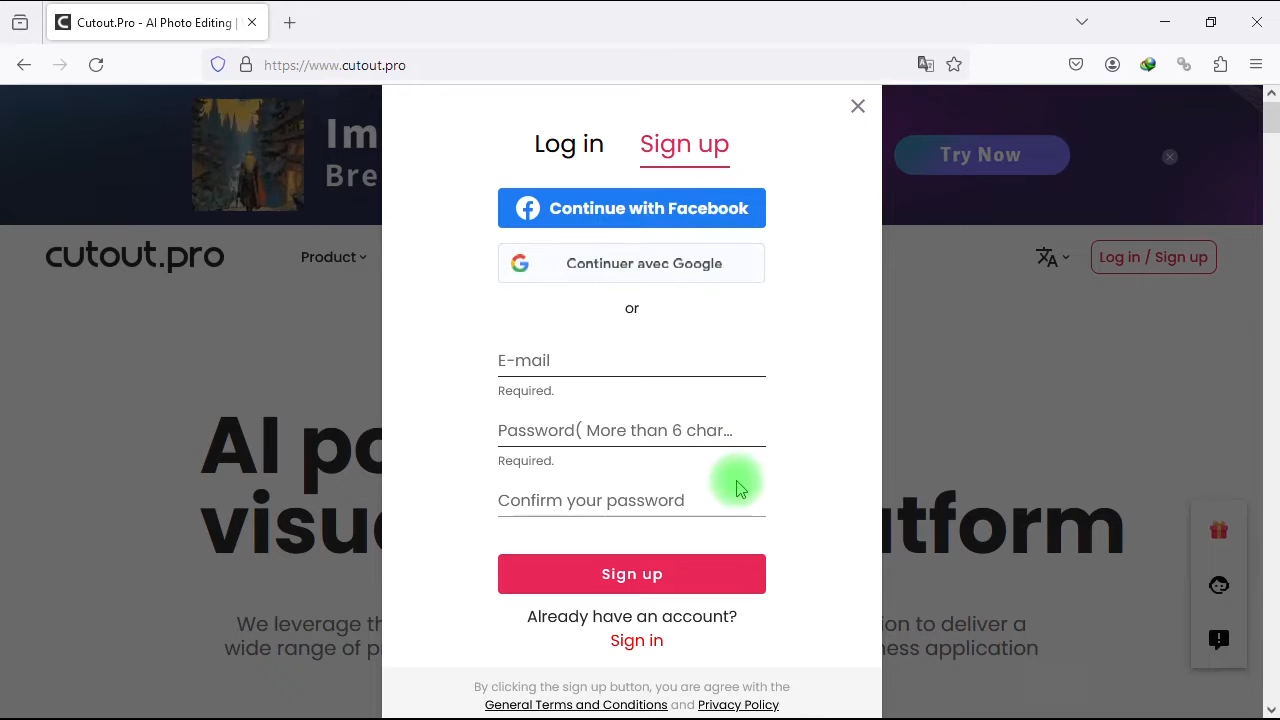 Cutout.Pro - AI Photo Editing |
https://www.cutout.pro
Im
Bre
Try Now
cutout.pro
Product
Log in / Sign up
Log in
Sign up
Continue with Facebook
Continuer avec Google
or
E-mail
Required.
Password( More than 6 char...
Required.
Confirm your password
Sign up
Already have an account?
Sign in
By clicking the sign up button, you are agree with the
General Terms and Conditions and Privacy Policy
AI po
visu
tform
We leverage th
ion to deliver a
wide range of p
ness application